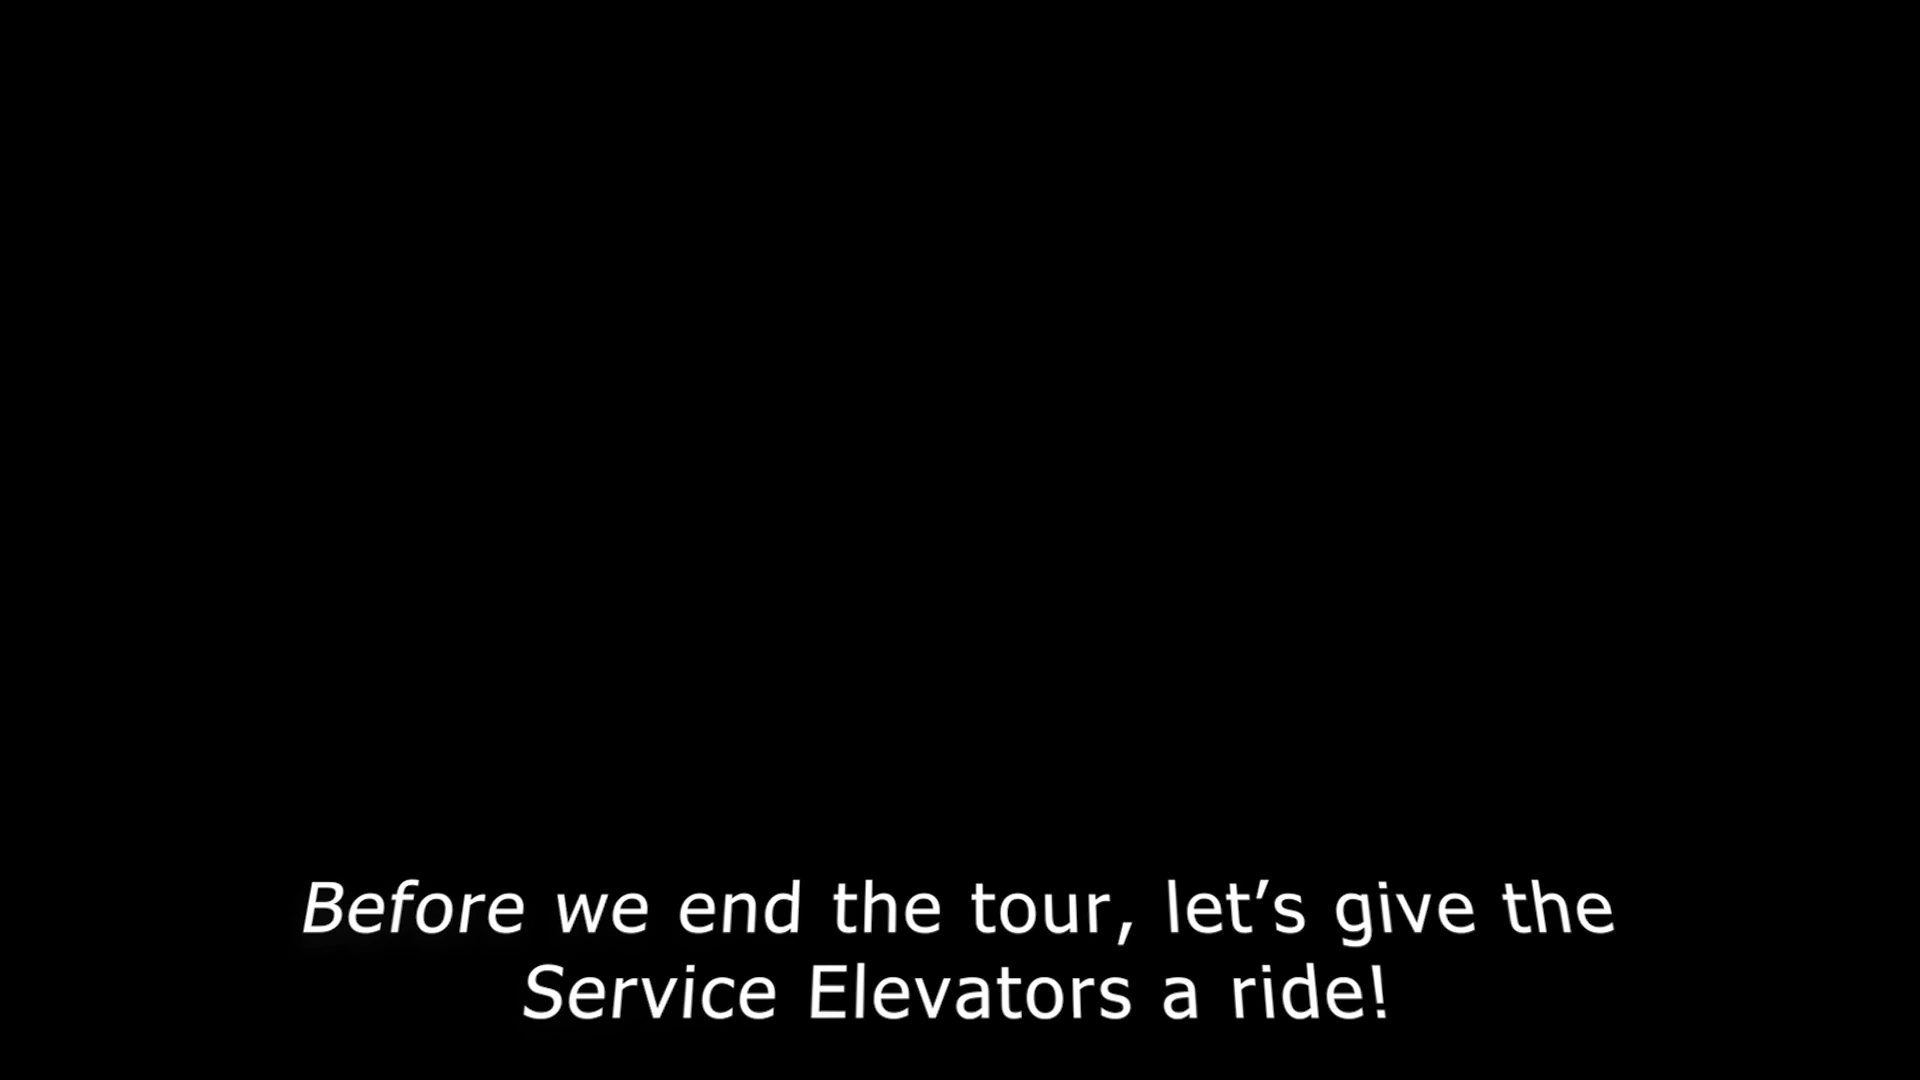 Before we end the tour, let’s give the
Service Elevators a ride!